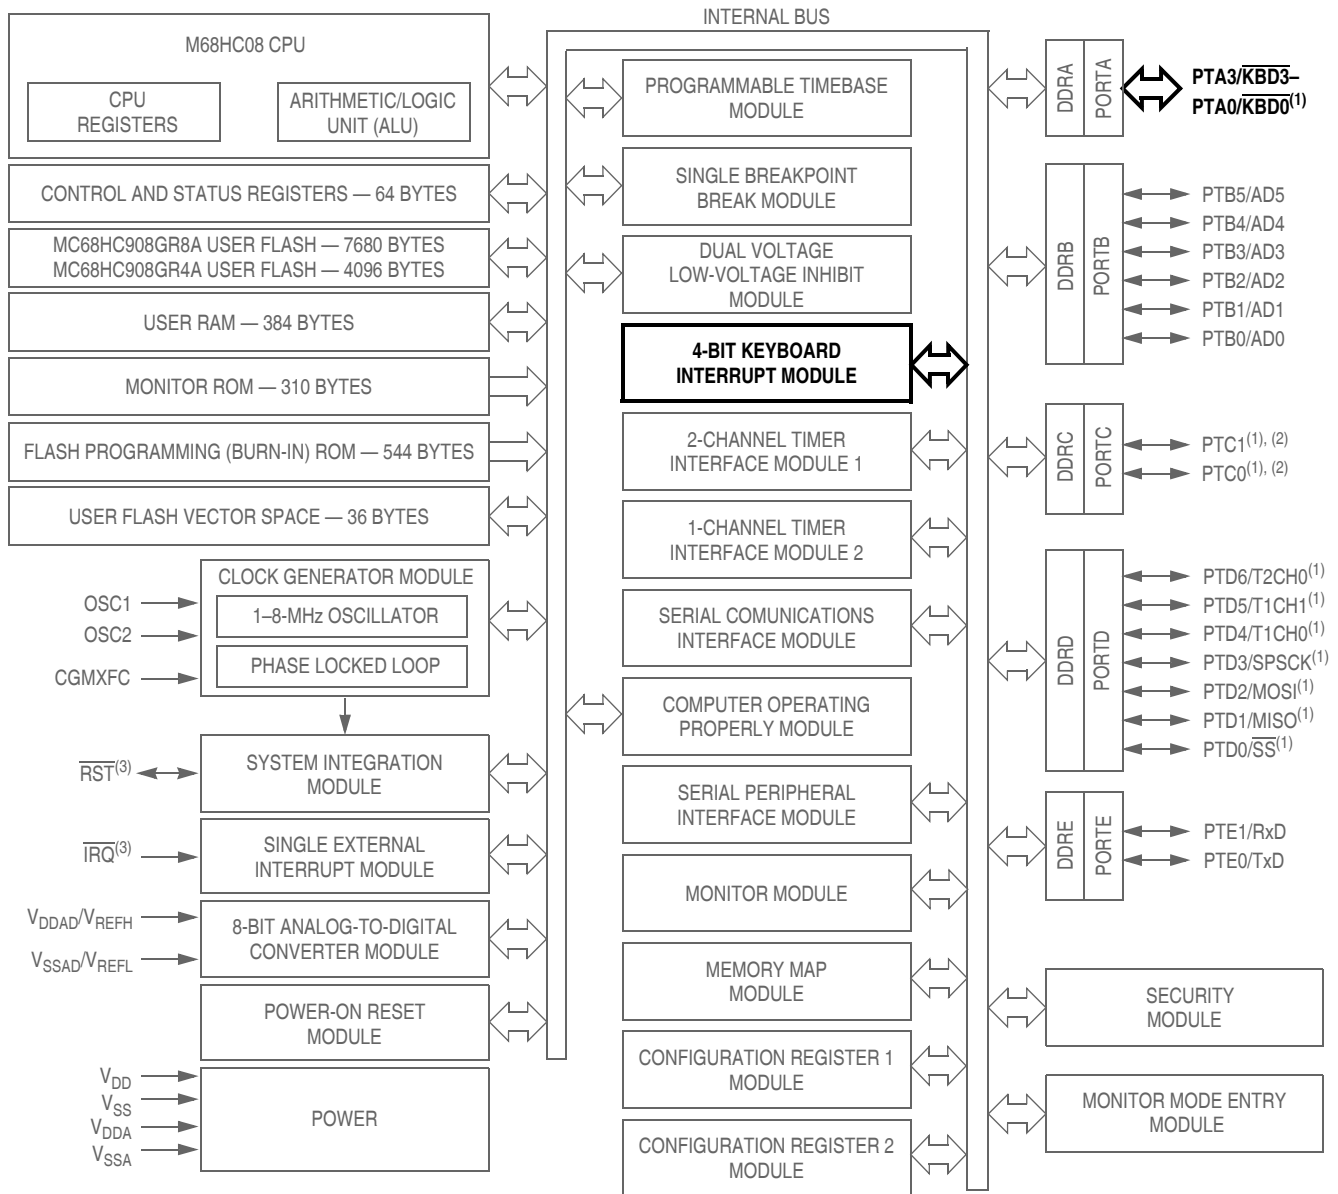 INTERNAL BUS
M68HC08 CPU
CPU
REGISTERS
ARITHMETIC/LOGIC
UNIT (ALU)
CONTROL AND STATUS REGISTERS — 64 BYTES
MC68HC908GR8A USER FLASH — 7680 BYTES
MC68HC908GR4A USER FLASH — 4096 BYTES
USER RAM — 384 BYTES
MONITOR ROM — 310 BYTES
FLASH PROGRAMMING (BURN-IN) ROM — 544 BYTES
USER FLASH VECTOR SPACE — 36 BYTES
CLOCK GENERATOR MODULE
1–8-MHz OSCILLATOR
PHASE LOCKED LOOP
OSC1
OSC2
CGMXFC
SYSTEM INTEGRATION
MODULE
RST(3)
SINGLE EXTERNAL
INTERRUPT MODULE
IRQ(3)
8-BIT ANALOG-TO-DIGITAL
CONVERTER MODULE
VDDAD/VREFH
VSSAD/VREFL
POWER-ON RESET
MODULE
POWER
VDD
VSS
VDDA
VSSA
PROGRAMMABLE TIMEBASE
MODULE
SINGLE BREAKPOINT
BREAK MODULE
DUAL VOLTAGE
LOW-VOLTAGE INHIBIT
MODULE
4-BIT KEYBOARD
INTERRUPT MODULE
2-CHANNEL TIMER
INTERFACE MODULE 1
1-CHANNEL TIMER
INTERFACE MODULE 2
SERIAL COMUNICATIONS
INTERFACE MODULE
COMPUTER OPERATING
PROPERLY MODULE
SERIAL PERIPHERAL
INTERFACE MODULE
MONITOR MODULE
MEMORY MAP
MODULE
CONFIGURATION REGISTER 1
MODULE
CONFIGURATION REGISTER 2
MODULE
DDRA
PORTA
PTA3/KBD3–
PTA0/KBD0(1)
DDRB
PORTB
PTB5/AD5
PTB4/AD4
PTB3/AD3
PTB2/AD2
PTB1/AD1
PTB0/AD0
DDRC
PORTC
PTC1(1), (2)
PTC0(1), (2)
DDRD
PORTD
PTD6/T2CH0(1)
PTD5/T1CH1(1)
PTD4/T1CH0(1)
PTD3/SPSCK(1)
PTD2/MOSI(1)
PTD1/MISO(1)
PTD0/SS(1)
DDRE
PORTE
PTE1/RxD
PTE0/TxD
SECURITY
MODULE
MONITOR MODE ENTRY
MODULE